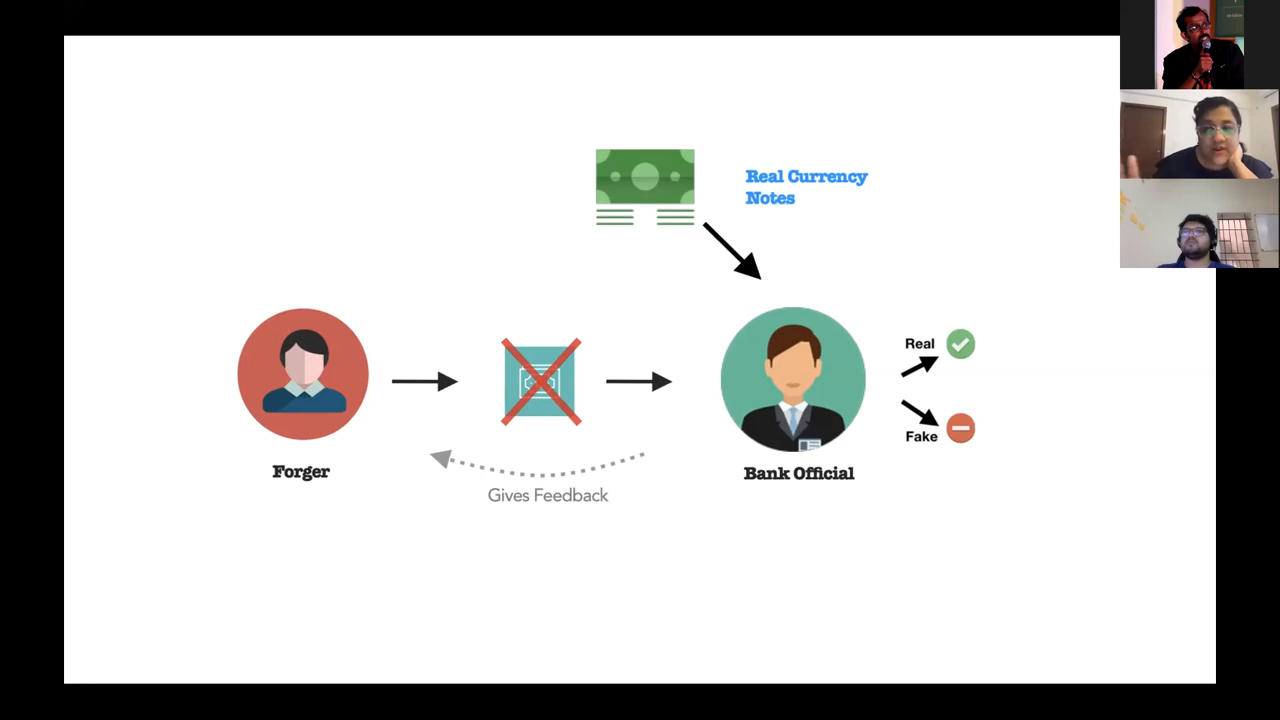 Real Currency
Notes
Real
Fake
Forger
Gives Feedback
Bank Official